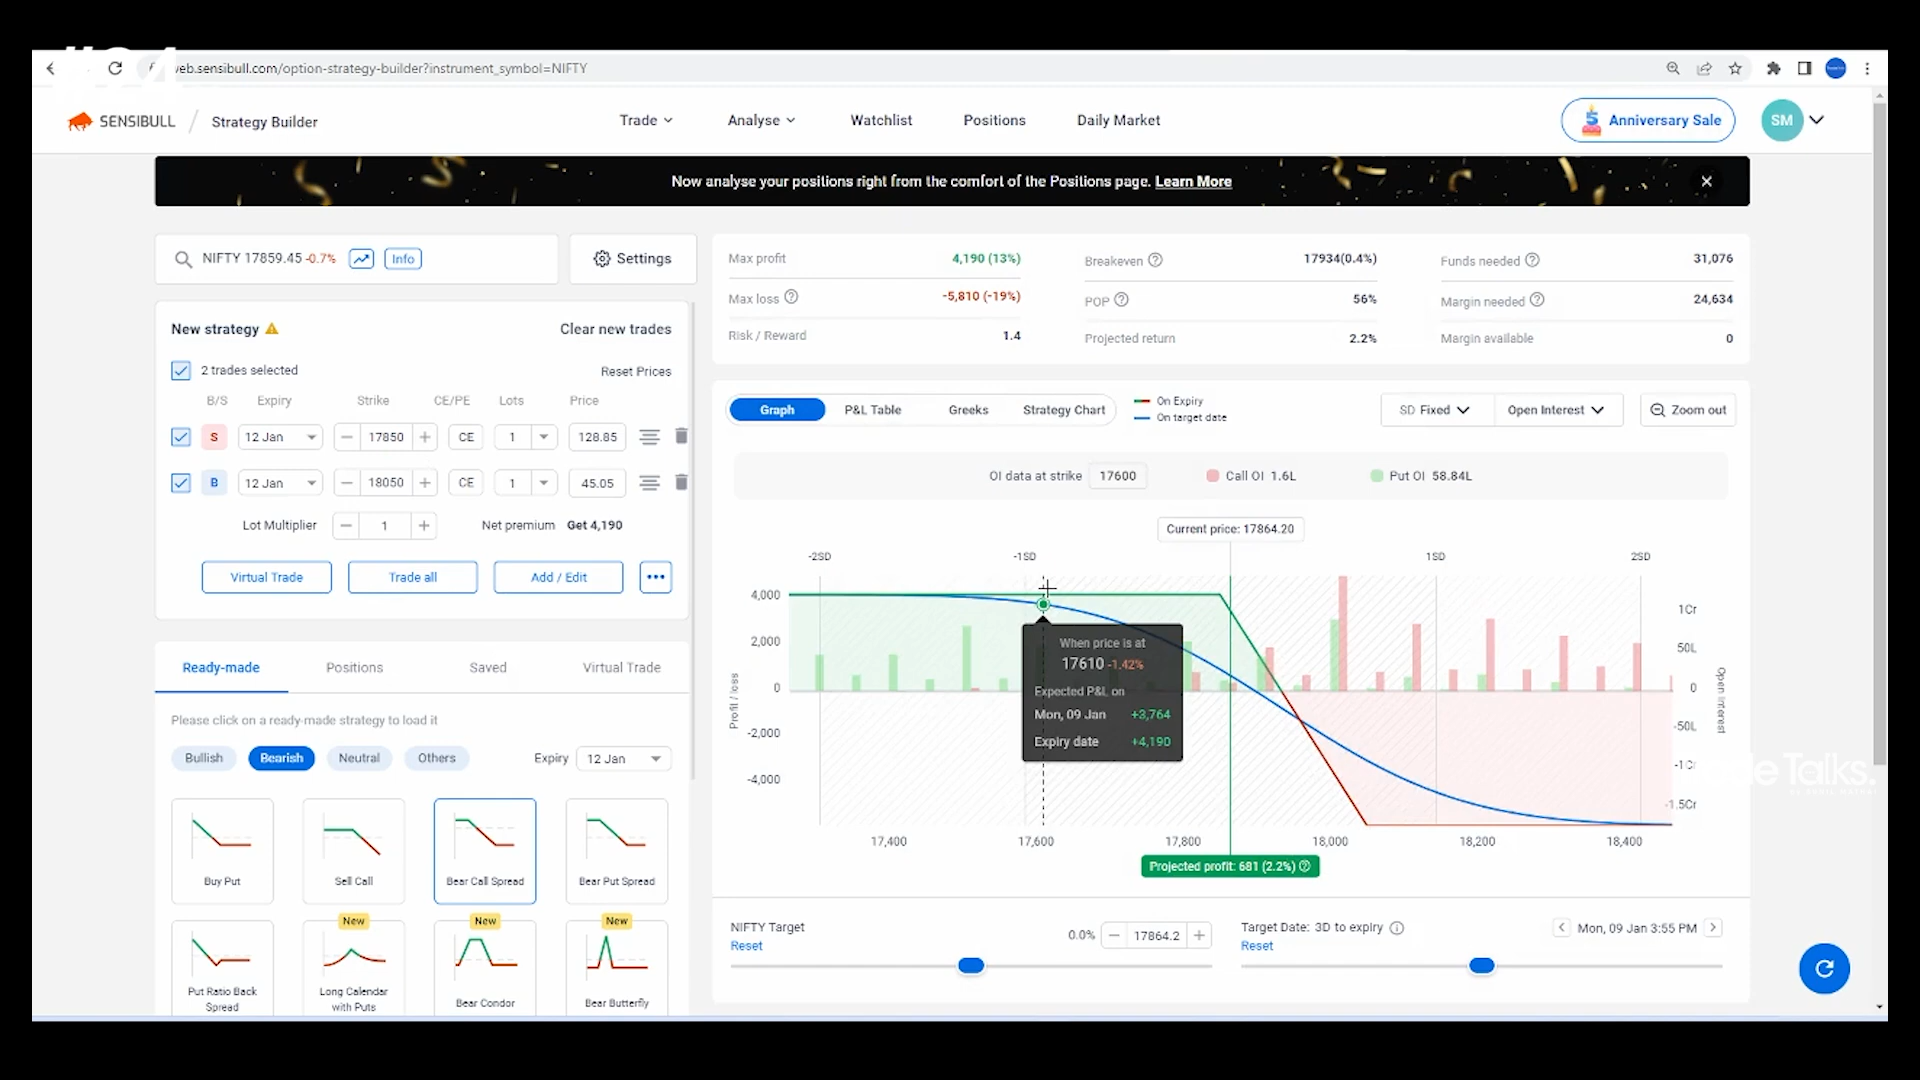 web.sensibull.com/option-strategy-builder?instrument_symbol=NIFTY
SENSIBULL / Strategy Builder
Trade
Analyse
Watchlist
Positions
Daily Market
5
Anniversary Sale
SM
Now analyse your positions right from the comfort of the Positions page. Learn More
NIFTY 17859.45 -0.7%
Info
Settings
Max profit 4,190 (13%)
Max loss -5,810 (-19%)
Risk / Reward 1.4
Breakeven 17934(0.4%)
POP 56%
Projected return 2.2%
Funds needed 31,076
Margin needed 24,634
Margin available 0
New strategy
Clear new trades
2 trades selected
Reset Prices
B/S Expiry Strike CE/PE Lots Price
S 12 Jan 17850 CE 1 128.85
B 12 Jan 18050 CE 1 45.05
Lot Multiplier 1 Net premium Get 4,190
Virtual Trade
Trade all
Add / Edit
Ready-made
Positions
Saved
Virtual Trade
Please click on a ready-made strategy to load it
Bullish
Bearish
Neutral
Others
Expiry 12 Jan
Buy Put
Sell Call
Bear Call Spread
Bear Put Spread
New
New
New
Put Ratio Back
Spread
Long Calendar
with Puts
Bear Condor
Bear Butterfly
Graph
P&L Table
Greeks
Strategy Chart
On Expiry
On target date
SD Fixed
Open Interest
Zoom out
OI data at strike 17600
Call OI 1.6L
Put OI 58.84L
Current price: 17864.20
-2SD
-1SD
1SD
2SD
4,000
2,000
0
-2,000
-4,000
Profit / loss
1Cr
50L
0
-50L
-1Cr
-1.5Cr
Open Interest
When price is at
17610 -1.42%
Expected P&L on
Mon, 09 Jan +3,764
Expiry date +4,190
17,400
17,600
17,800
18,000
18,200
18,400
Projected profit: 681 (2.2%)
NIFTY Target
Reset
0.0%
17864.2
Target Date: 3D to expiry
Reset
Mon, 09 Jan 3:55 PM
Talks.